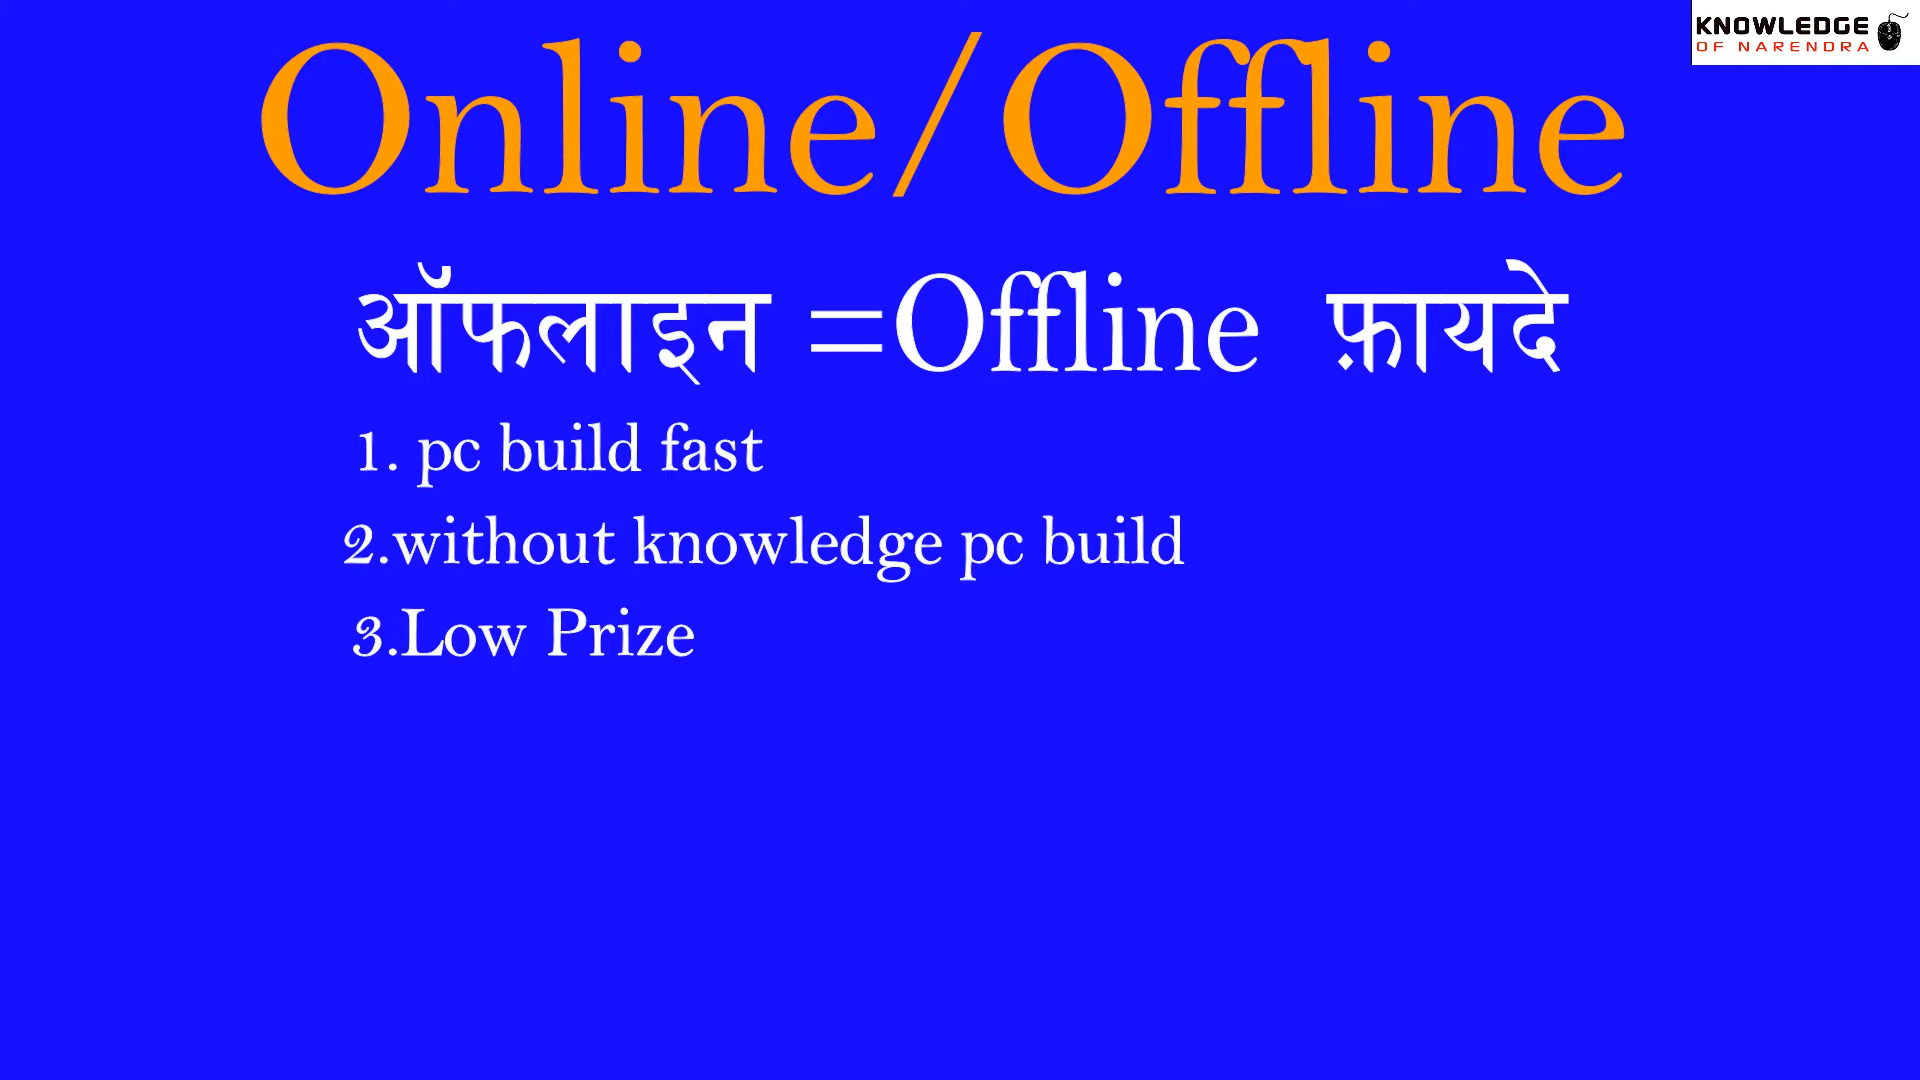 KNOWLEDGE
OF NARENDRA
Online/Offline
ऑफलाइन =Offline फ़ायदे
1. pc build fast
2.without knowledge pc build
3.Low Prize